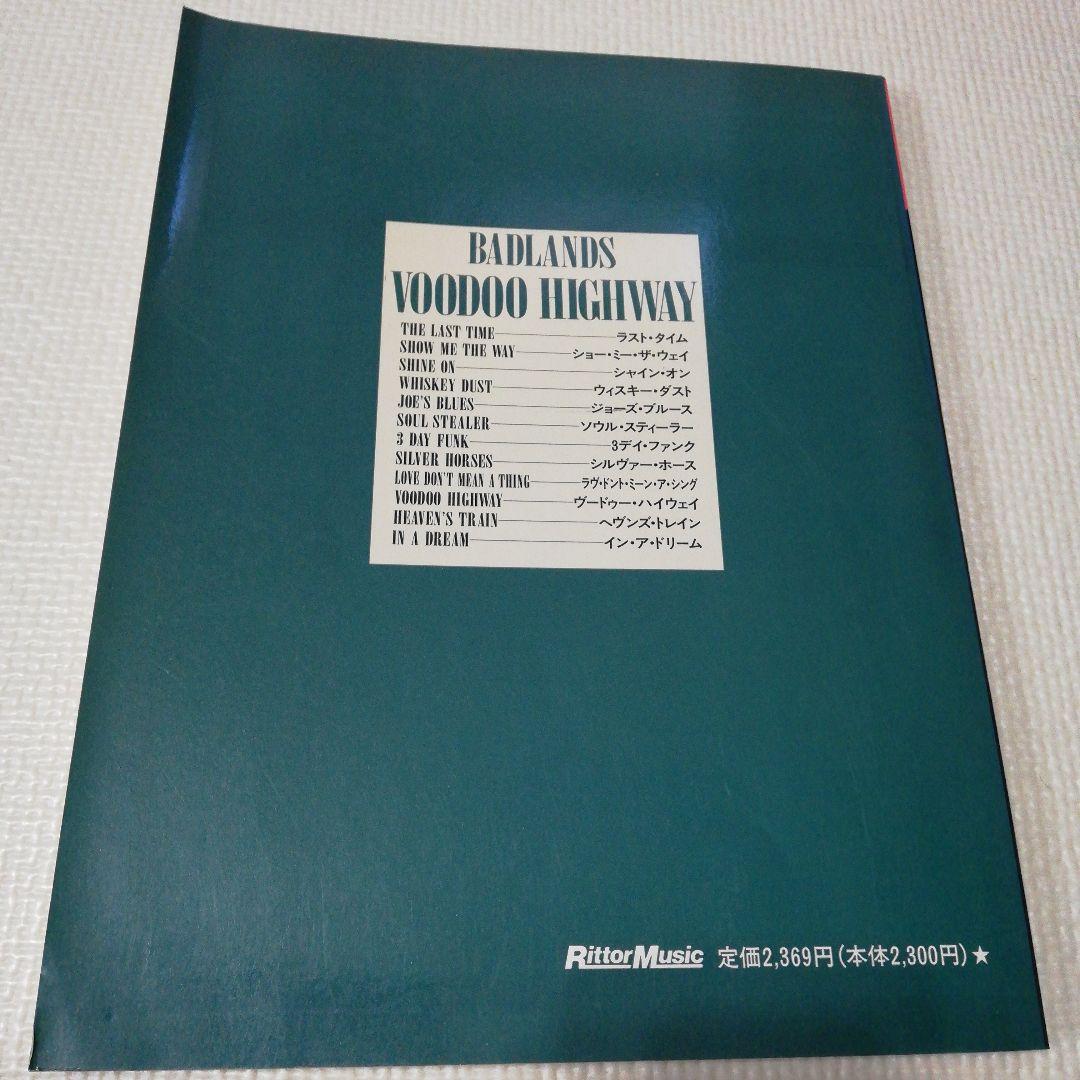 BADLANDS
VOODOO HIGHWAY
THE LAST TIME ラスト・タイム
SHOW ME THE WAY ショー・ミー・ザ・ウェイ
SHINE ON シャイン・オン
WHISKEY DUST ウィスキー・ダスト
JOE'S BLUES ジョーズ・ブルース
SOUL STEALER ソウル・スティーラー
3 DAY FUNK 3デイ・ファンク
SILVER HORSES シルヴァー・ホース
LOVE DON'T MEAN A THING ラヴ・ドント・ミーン・ア・シング
VOODOO HIGHWAY ヴードゥー・ハイウェイ
HEAVEN'S TRAIN ヘヴンズ・トレイン
IN A DREAM イン・ア・ドリーム
RittorMusic 定価2,369円(本体2,300円)★